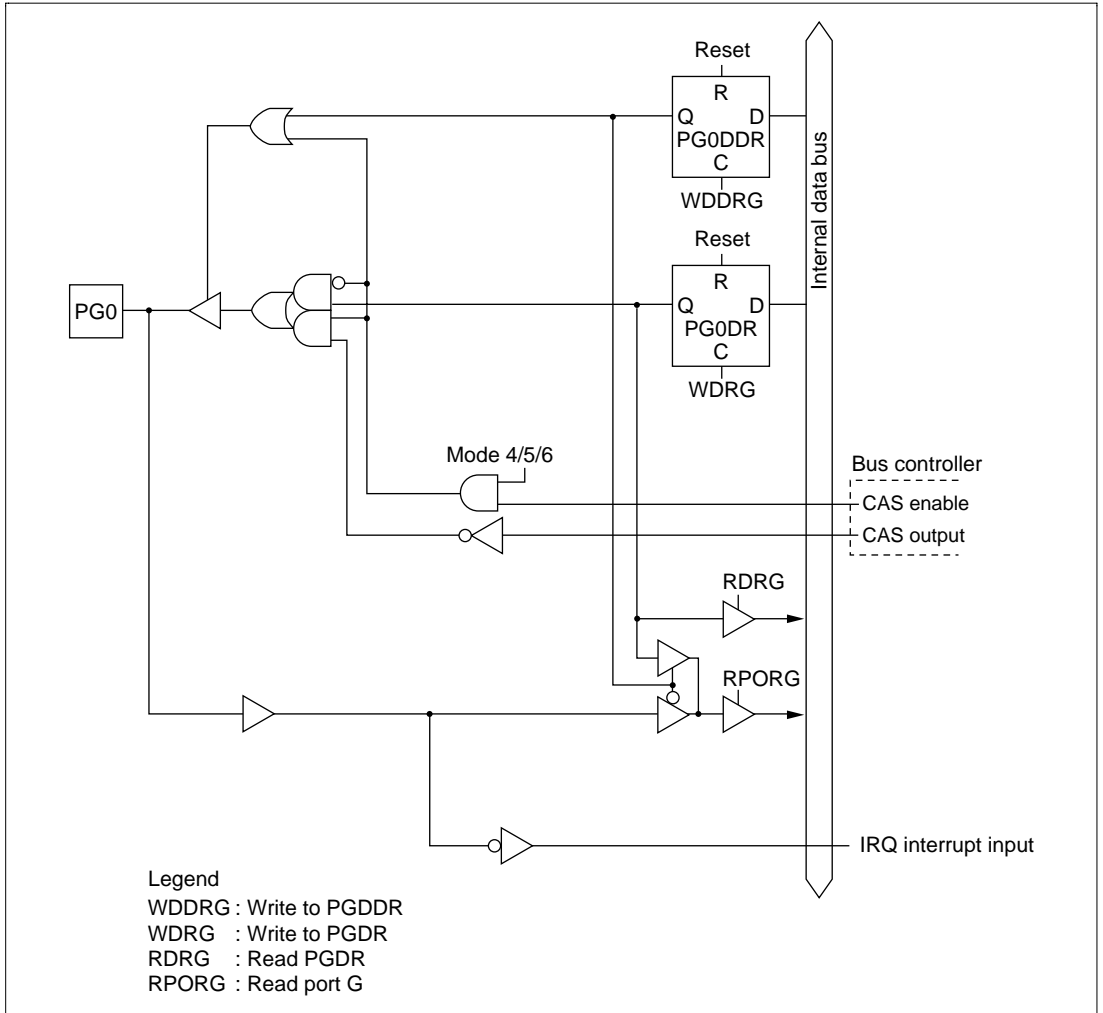 Reset
R
Q D
PG0DDR
C
WDDRG
Reset
R
Q D
PG0DR
C
WDRG
Internal data bus
PG0
Mode 4/5/6
Bus controller
CAS enable
CAS output
RDRG
RPORG
IRQ interrupt input
Legend
WDDRG : Write to PGDDR
WDRG : Write to PGDR
RDRG : Read PGDR
RPORG : Read port G